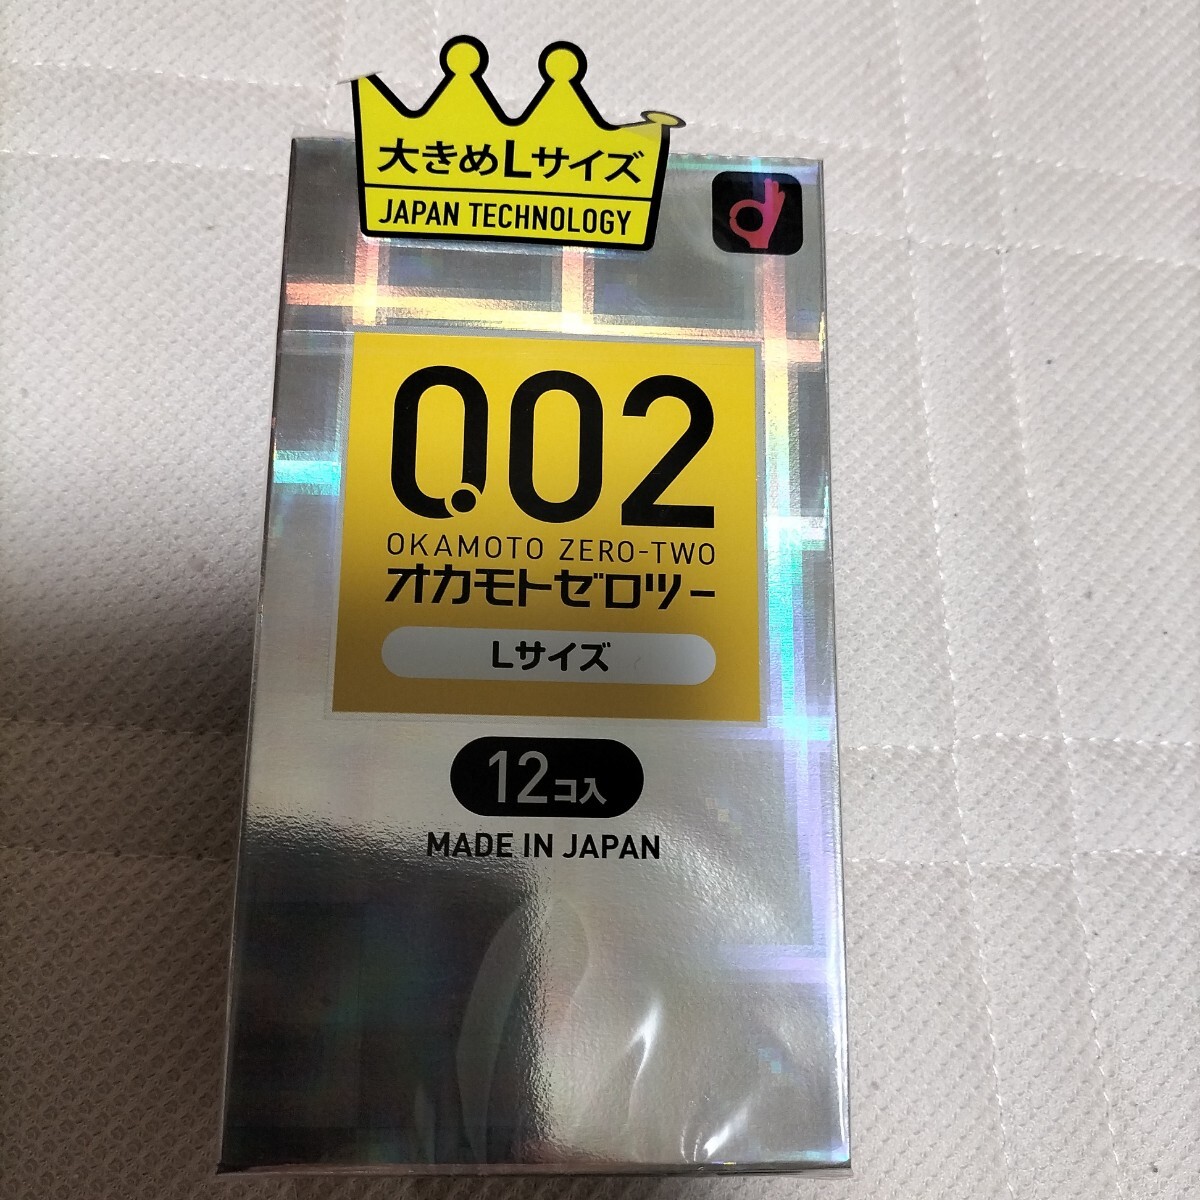 大きめLサイズ
JAPAN TECHNOLOGY
0.02
OKAMOTO ZERO-TWO
オカモトゼロツー
Lサイズ
12コ入
MADE IN JAPAN